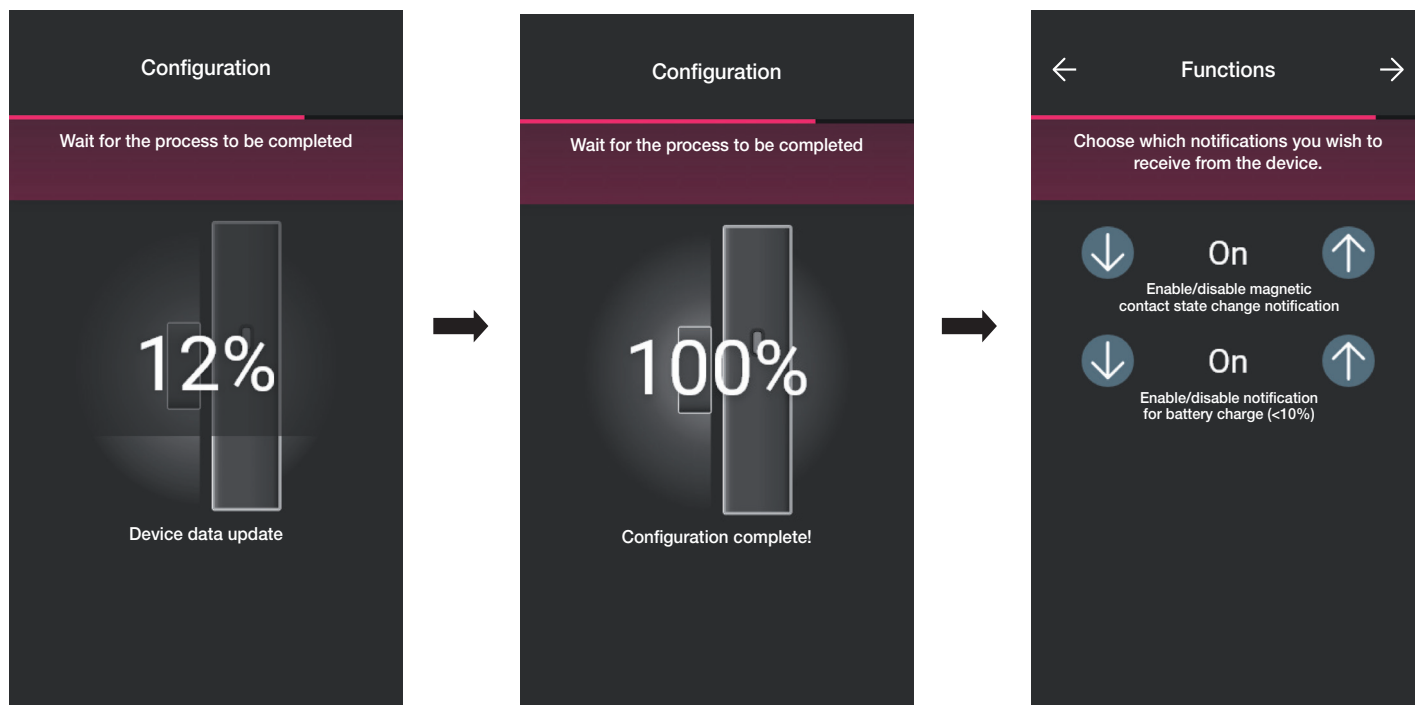 Configuration
Wait for the process to be completed
12%
Device data update
Configuration
Wait for the process to be completed
100%
Configuration complete!
Functions
Choose which notifications you wish to
receive from the device.
On
Enable/disable magnetic
contact state change notification
On
Enable/disable notification
for battery charge (<10%)